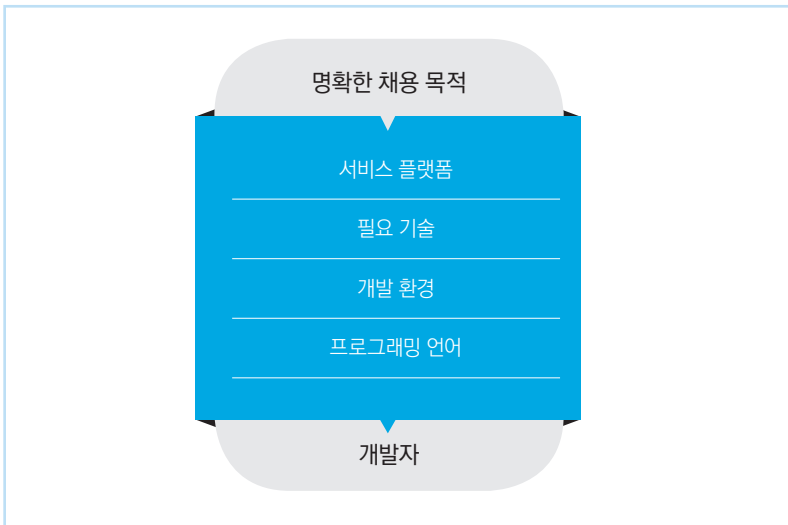 명확한 채용 목적
서비스 플랫폼
필요 기술
개발 환경
프로그래밍 언어
개발자